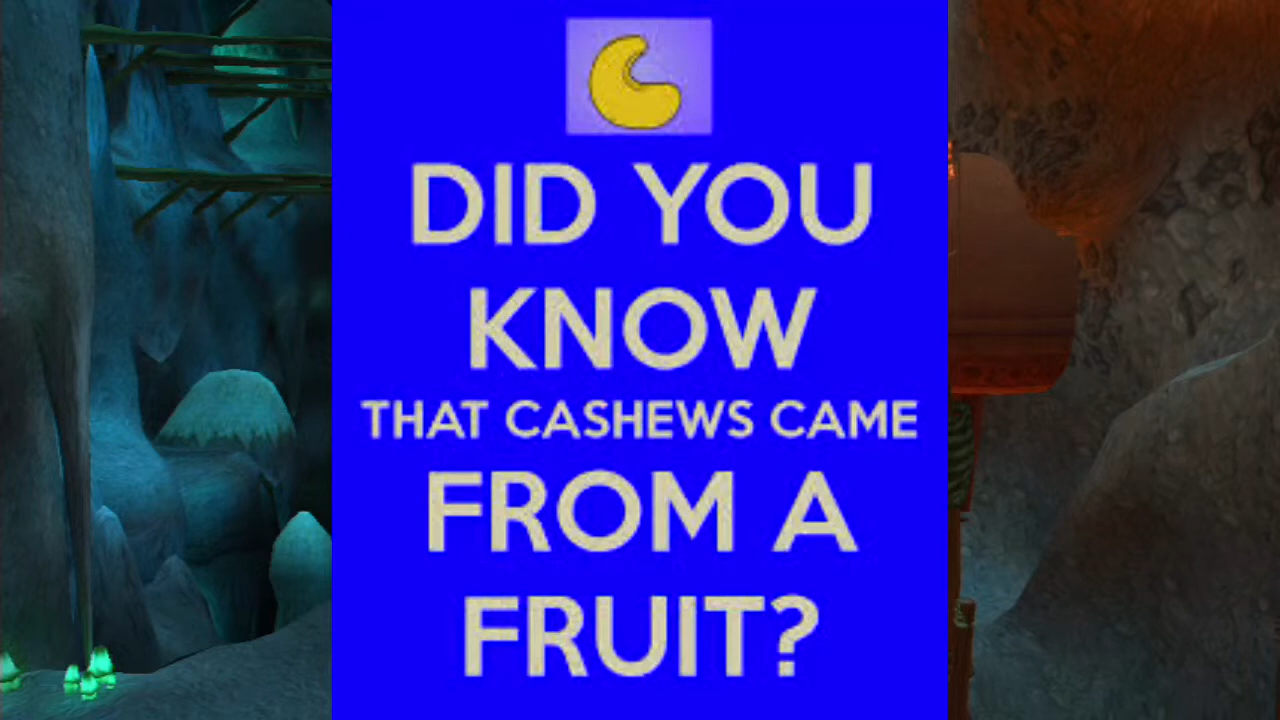 DID YOU
KNOW
THAT CASHEWS CAME
FROM A
FRUIT?